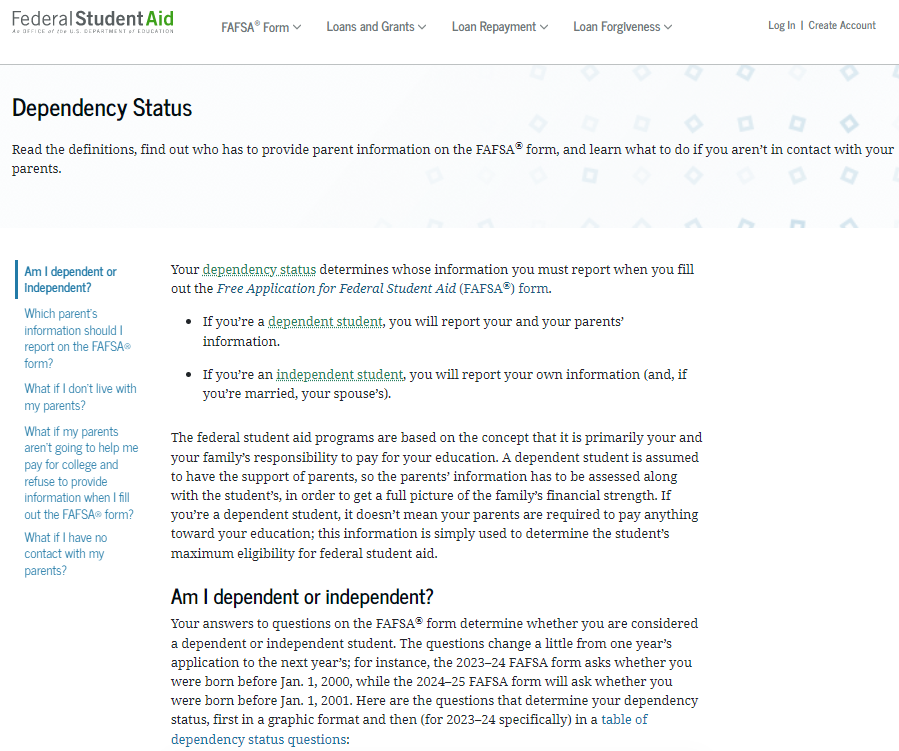 Federal Student Aid
An OFFICE of the U.S. DEPARTMENT of EDUCATION
FAFSA® Form
Loans and Grants
Loan Repayment
Loan Forgiveness
Log In | Create Account
Dependency Status
Read the definitions, find out who has to provide parent information on the FAFSA® form, and learn what to do if you aren’t in contact with your
parents.
Am I dependent or
Independent?
Which parent's
information should I
report on the FAFSA®
form?
What if I don't live with
my parents?
What if my parents
aren't going to help me
pay for college and
refuse to provide
information when I fill
out the FAFSA® form?
What if I have no
contact with my
parents?
Your dependency status determines whose information you must report when you fill
out the Free Application for Federal Student Aid (FAFSA®) form.
• If you’re a dependent student, you will report your and your parents’
information.
• If you’re an independent student, you will report your own information (and, if
you’re married, your spouse’s).
The federal student aid programs are based on the concept that it is primarily your and
your family’s responsibility to pay for your education. A dependent student is assumed
to have the support of parents, so the parents’ information has to be assessed along
with the student’s, in order to get a full picture of the family’s financial strength. If
you’re a dependent student, it doesn’t mean your parents are required to pay anything
toward your education; this information is simply used to determine the student’s
maximum eligibility for federal student aid.
Am I dependent or independent?
Your answers to questions on the FAFSA® form determine whether you are considered
a dependent or independent student. The questions change a little from one year’s
application to the next year’s; for instance, the 2023–24 FAFSA form asks whether you
were born before Jan. 1, 2000, while the 2024–25 FAFSA form will ask whether you
were born before Jan. 1, 2001. Here are the questions that determine your dependency
status, first in a graphic format and then (for 2023–24 specifically) in a table of
dependency status questions: